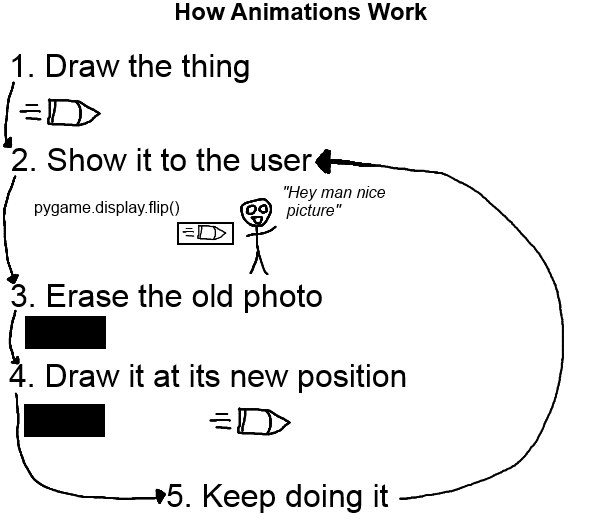 How Animations Work
1. Draw the thing
2. Show it to the user
pygame.display.flip()
"Hey man nice
picture"
3. Erase the old photo
4. Draw it at its new position
5. Keep doing it